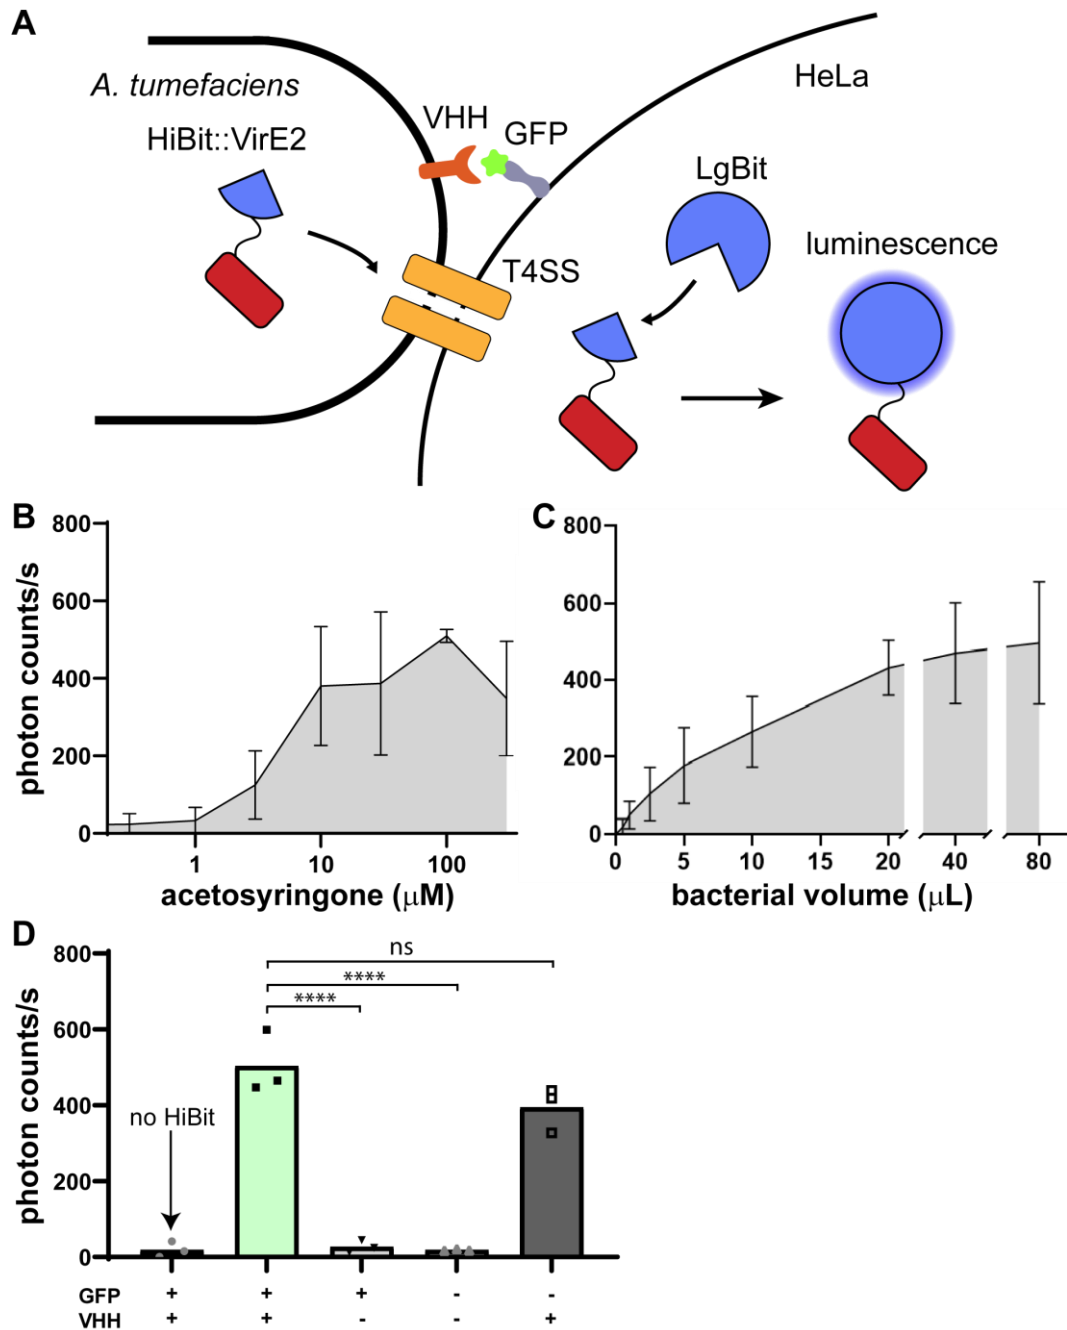 A
A. tumefaciens
HiBit::VirE2
VHH
GFP
HeLa
LgBit
T4SS
luminescence
B
photon counts/s
800
600
400
200
0
1 10 100
acetosyringone (μM)
C
800
600
400
200
0
0 5 10 15 20 40 80
bacterial volume (μL)
D
photon counts/s
800
600
400
200
0
no HiBit
ns
****
****
GFP + + + - -
VHH + + - - +